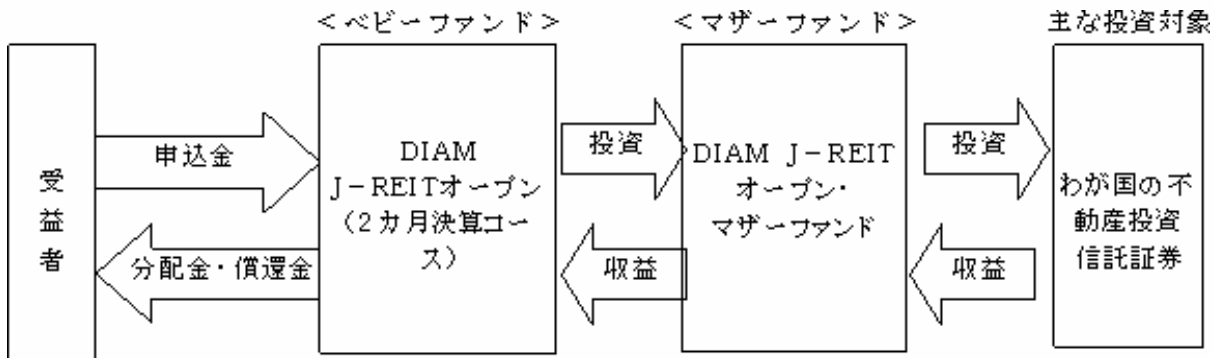 ＜ベビーファンド＞
＜マザーファンド＞
主な投資対象
受益者
申込金
分配金・償還金
DIAM
J－REITオープン
（2カ月決算コー
ス）
投資
収益
DIAM J－REIT
オープン・
マザーファンド
投資
収益
わが国の不
動産投資
信託証券